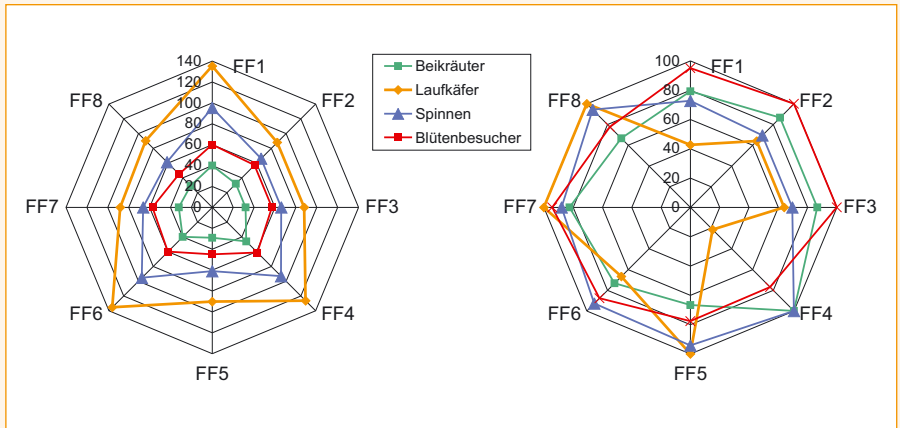 140
120
100
80
60
40
20
0
FF1
FF2
FF3
FF4
FF5
FF6
FF7
FF8
Beikräuter
Laufkäfer
Spinnen
Blütenbesucher
100
80
60
40
20
0
FF1
FF2
FF3
FF4
FF5
FF6
FF7
FF8